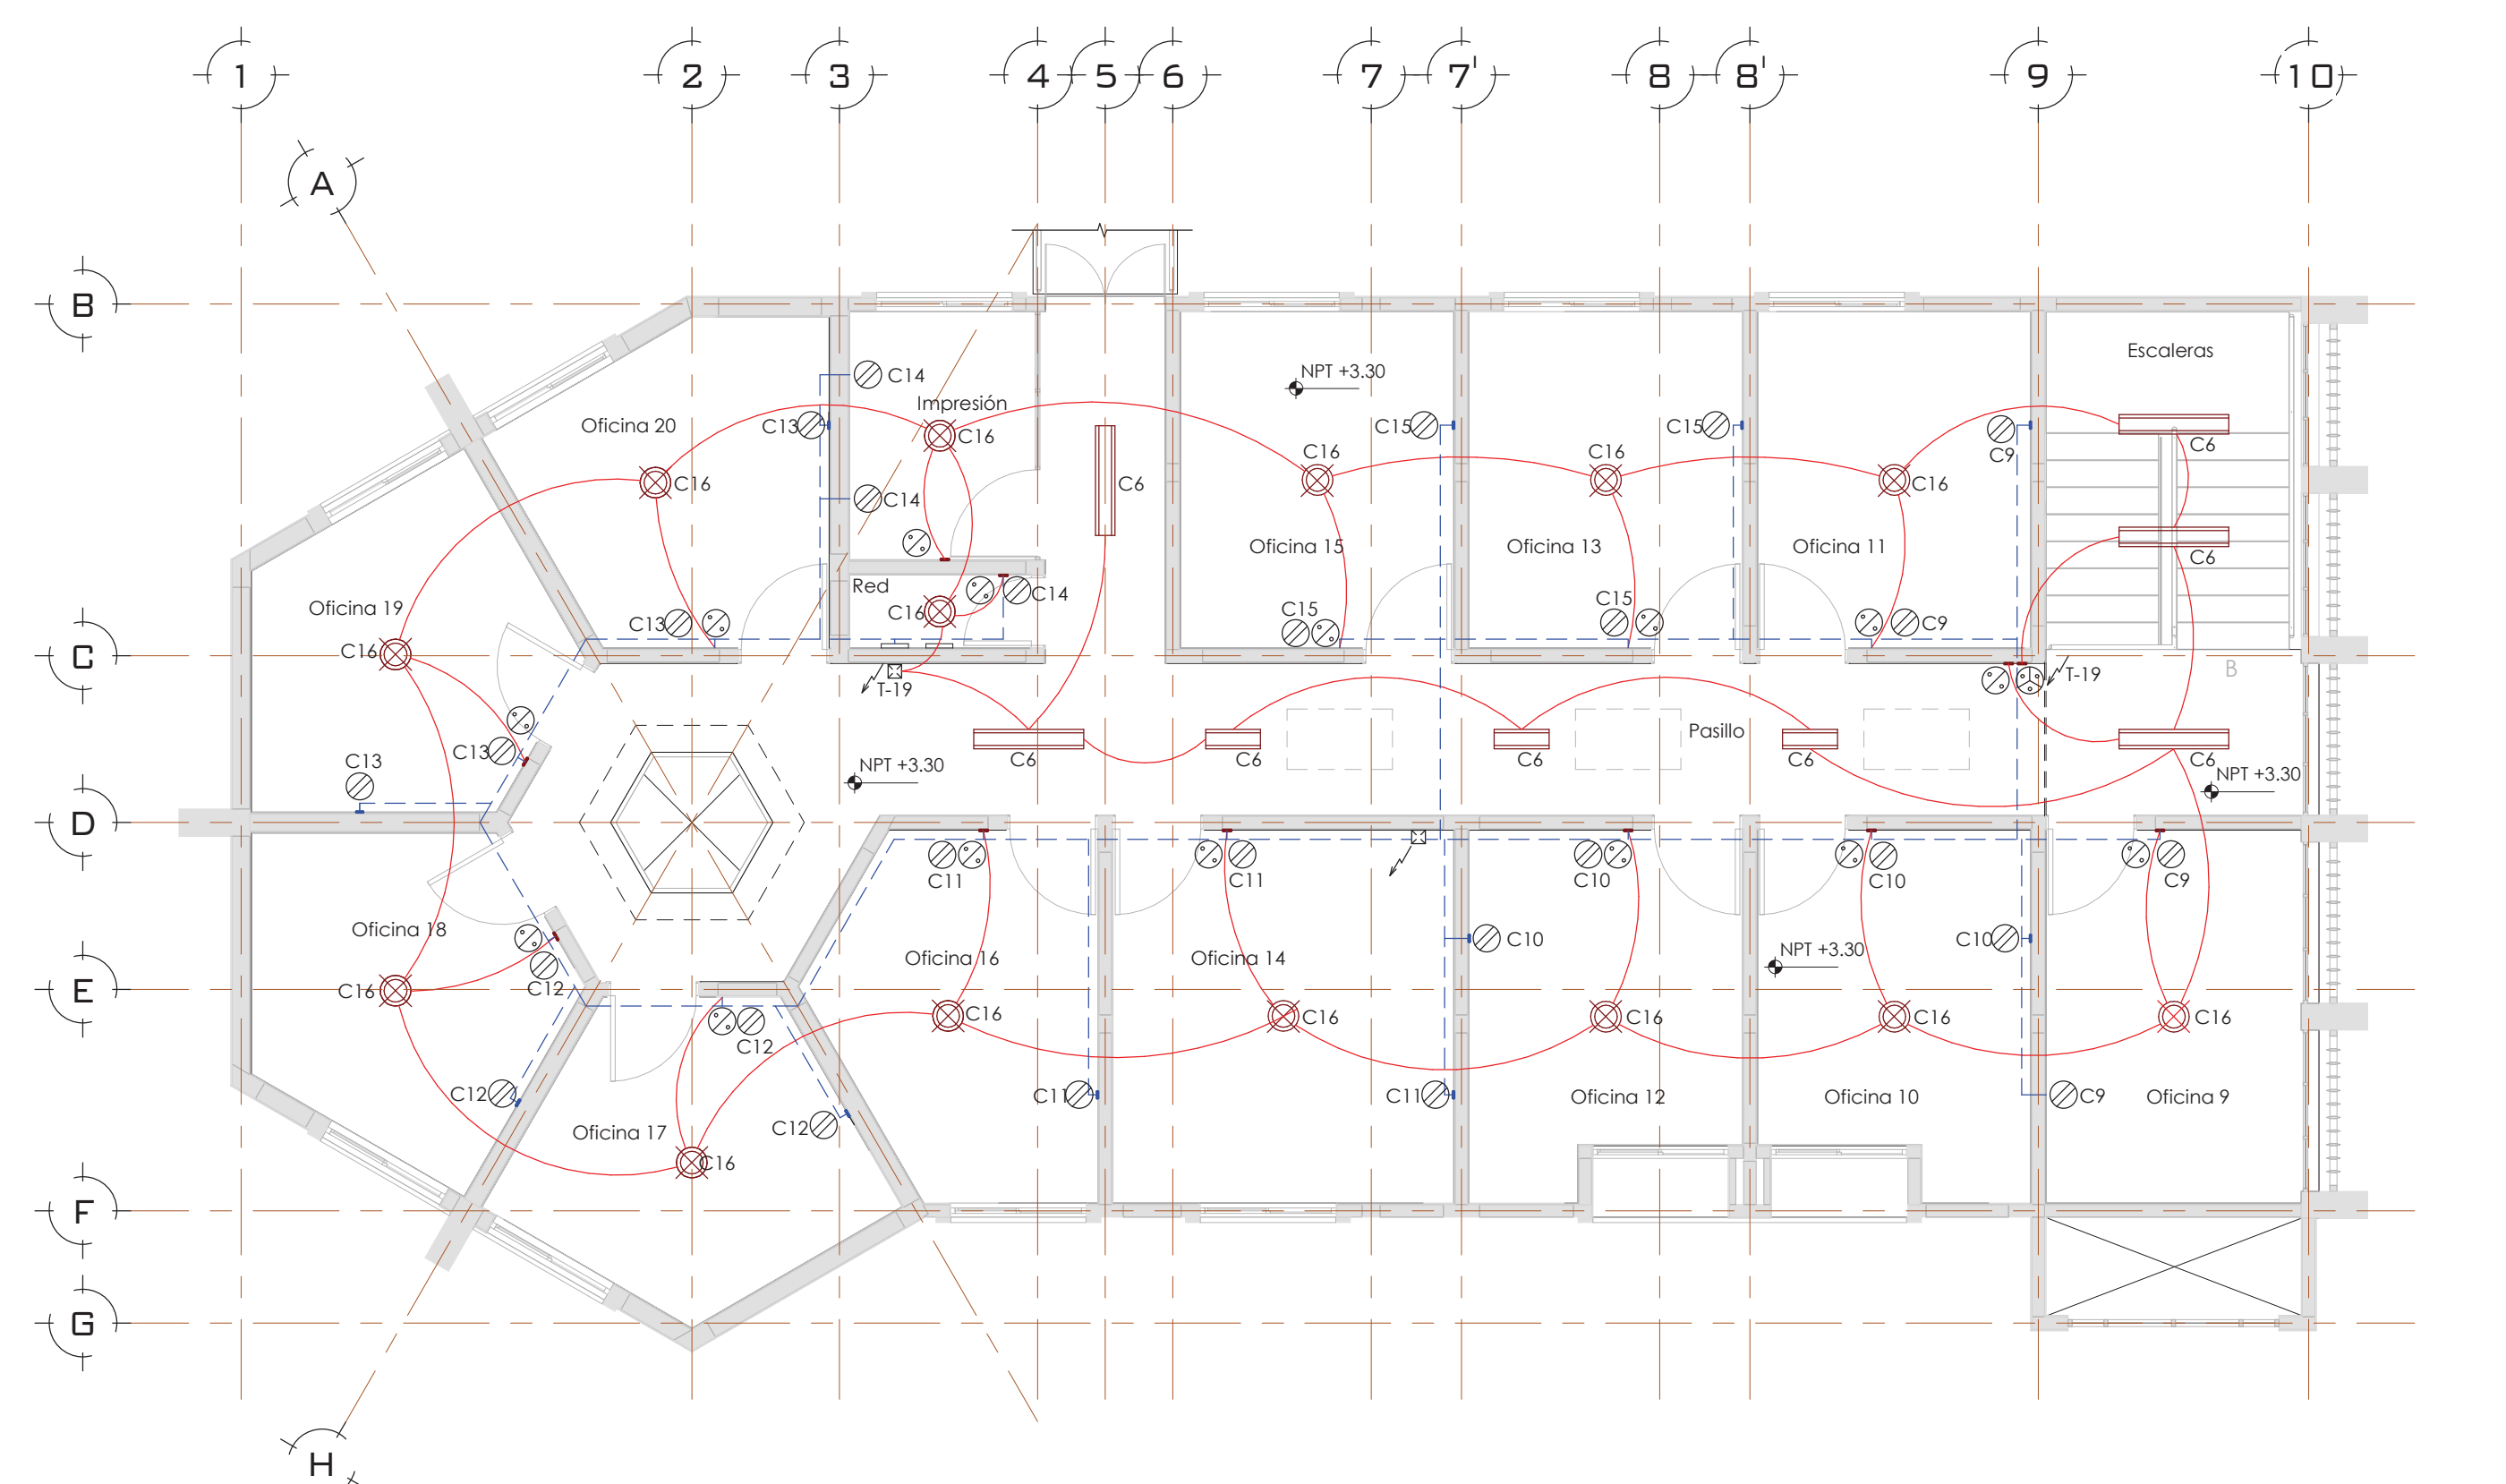 1 2 3 4 5 6 7 7' 8 8' 9 10
A
B
Escaleras
NPT +3.30
C14
Impresión
Oficina 20
C13
C15
C15
C16
C9
C6
C16
C16
C16
C6
C16
C14
Oficina 15
Oficina 13
Oficina 11
C6
Red
C14
Oficina 19
C16
C13
C15
C15
C9
C16
C
T-19
T-19
B
Pasillo
C13
C13
C6
C6
C6
C6
C6
NPT +3.30
NPT +3.30
D
C11
C11
C10
C10
C9
Oficina 18
C10
C10
NPT +3.30
Oficina 16
Oficina 14
E
C16
C12
C16
C16
C16
C16
C16
C12
C12
C11
C11
Oficina 12
Oficina 10
C9
Oficina 9
Oficina 17
C12
C16
F
G
H